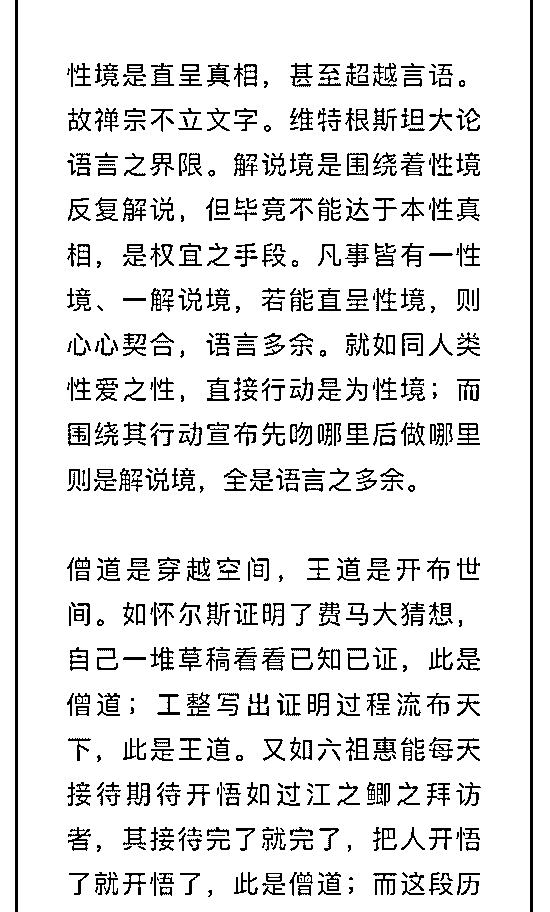 性境是直呈真相，甚至超越言语。
故禅宗不立文字。维特根斯坦大论
语言之界限。解说境是围绕着性境
反复解说，但毕竟不能达于本性真
相，是权宜之手段。凡事皆有一性
境、一解说境，若能直呈性境，则
心心契合，语言多余。就如同人类
性爱之性，直接行动是为性境；而
围绕其行动宣布先吻哪里后做哪里
则是解说境，全是语言之多余。
僧道是穿越空间，王道是开布世
间。如怀尔斯证明了费马大猜想，
自己一堆草稿看看已知已证，此是
僧道；工整写出证明过程流布天
下，此是王道。又如六祖惠能每天
接待期待开悟如过江之鲫之拜访
者，其接待完了就完了，把人开悟
了就开悟了，此是僧道；而这段历